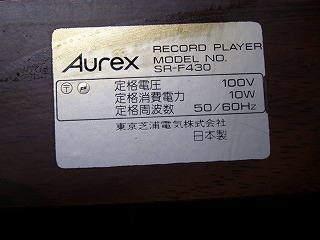 Aurex
RECORD PLAYER
MODEL NO.
SR-F430
定格電圧 100V
定格消費電力 10W
定格周波数 50/60Hz
東京芝浦電気株式会社
日本製